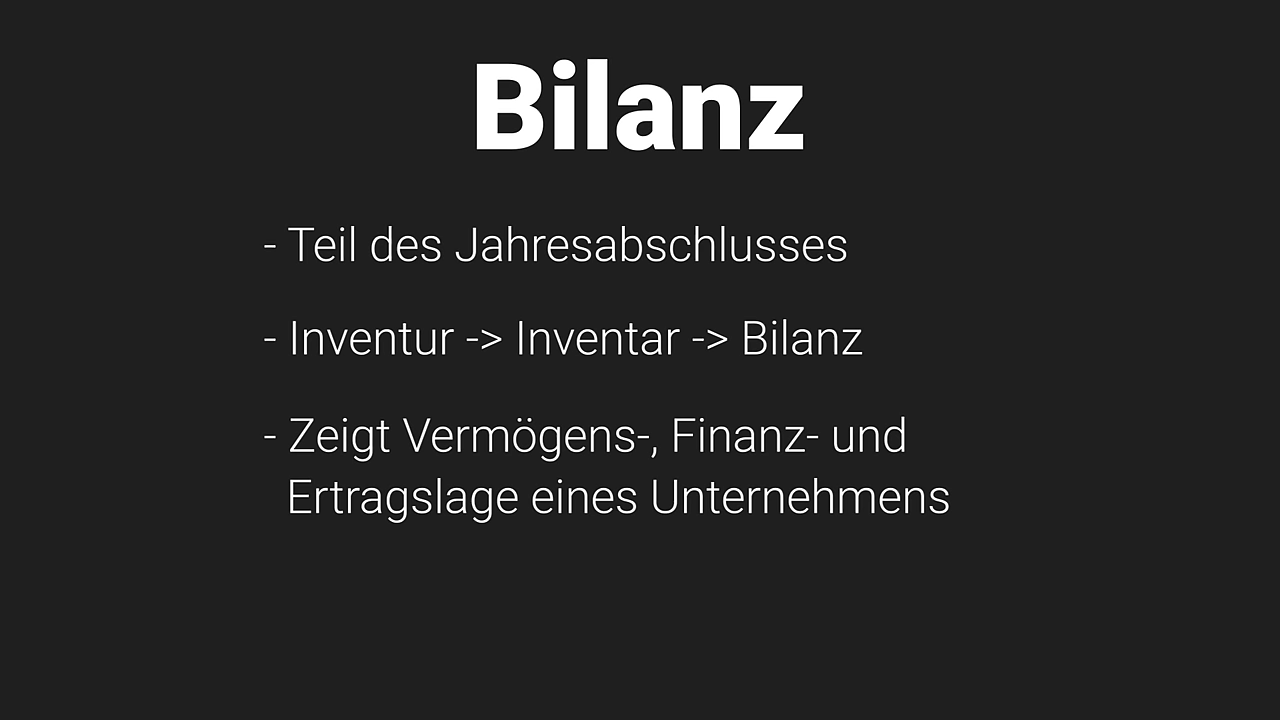 Bilanz
- Teil des Jahresabschlusses
- Inventur -> Inventar -> Bilanz
- Zeigt Vermögens-, Finanz- und
Ertragslage eines Unternehmens